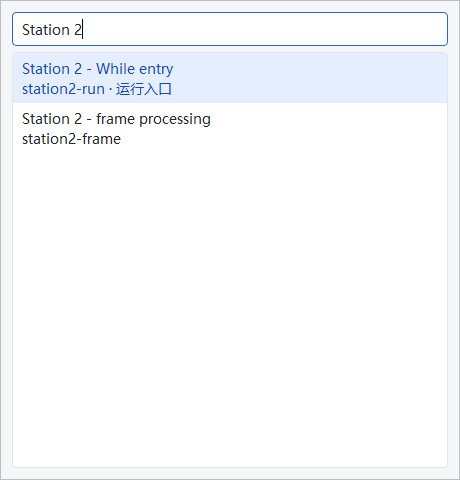 Station 2
Station 2 - While entry
station2-run · 运行入口
Station 2 - frame processing
station2-frame